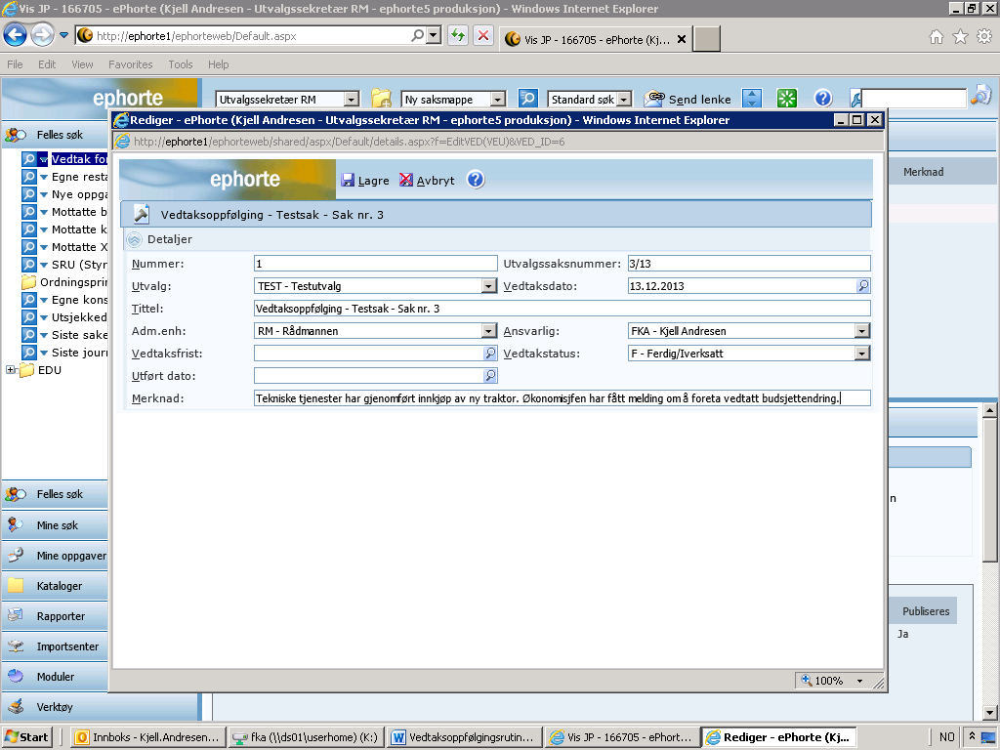 Vis JP - 166705 - ePhorte (Kjell Andresen - Utvalgssekretær RM - ephorte5 produksjon) - Windows Internet Explorer
http://ephorte1/ephorteweb/Default.aspx
Vis JP - 166705 - ePhorte (Kj...
File Edit View Favorites Tools Help
ephorte
Utvalgssekretær RM
Ny saksmappe
Standard søk
Send lenke
Rediger - ePhorte (Kjell Andresen - Utvalgssekretær RM - ephorte5 produksjon) - Windows Internet Explorer
http://ephorte1/ephorteweb/shared/aspx/Default/details.aspx?f=EditVED(VEU)&VED_ID=6
ephorte
Lagre Avbryt
Vedtaksoppfølging - Testsak - Sak nr. 3
Detaljer
Nummer: 1 Utvalgssaksnummer: 3/13
Utvalg: TEST - Testutvalg Vedtaksdato: 13.12.2013
Tittel: Vedtaksoppfølging - Testsak - Sak nr. 3
Adm.enh: RM - Rådmannen Ansvarlig: FKA - Kjell Andresen
Vedtaksfrist: Vedtakstatus: F - Ferdig/Iverksatt
Utført dato:
Merknad: Tekniske tjenester har gjenomført innkjøp av ny traktor. Økonomisjfen har fått melding om å foreta vedtatt budsjettendring.
100%
Felles søk
Vedtak for
Egne resta
Nye oppga
Mottatte b
Mottatte k
Mottatte X
SRU (Styr
Ordningsprin
Egne kons
Utsjekked
Siste sake
Siste jour
EDU
Felles søk
Mine søk
Mine oppgaver
Kataloger
Rapporter
Importsenter
Moduler
Verktøy
Merknad
n
Publiseres
Ja
Start
Innboks - Kjell.Andresen...
fka (\\ds01\userhome) (K:)
Vedtaksoppfølgingsrutin...
Vis JP - 166705 - ePhort...
Rediger - ePhorte (Kj...
NO